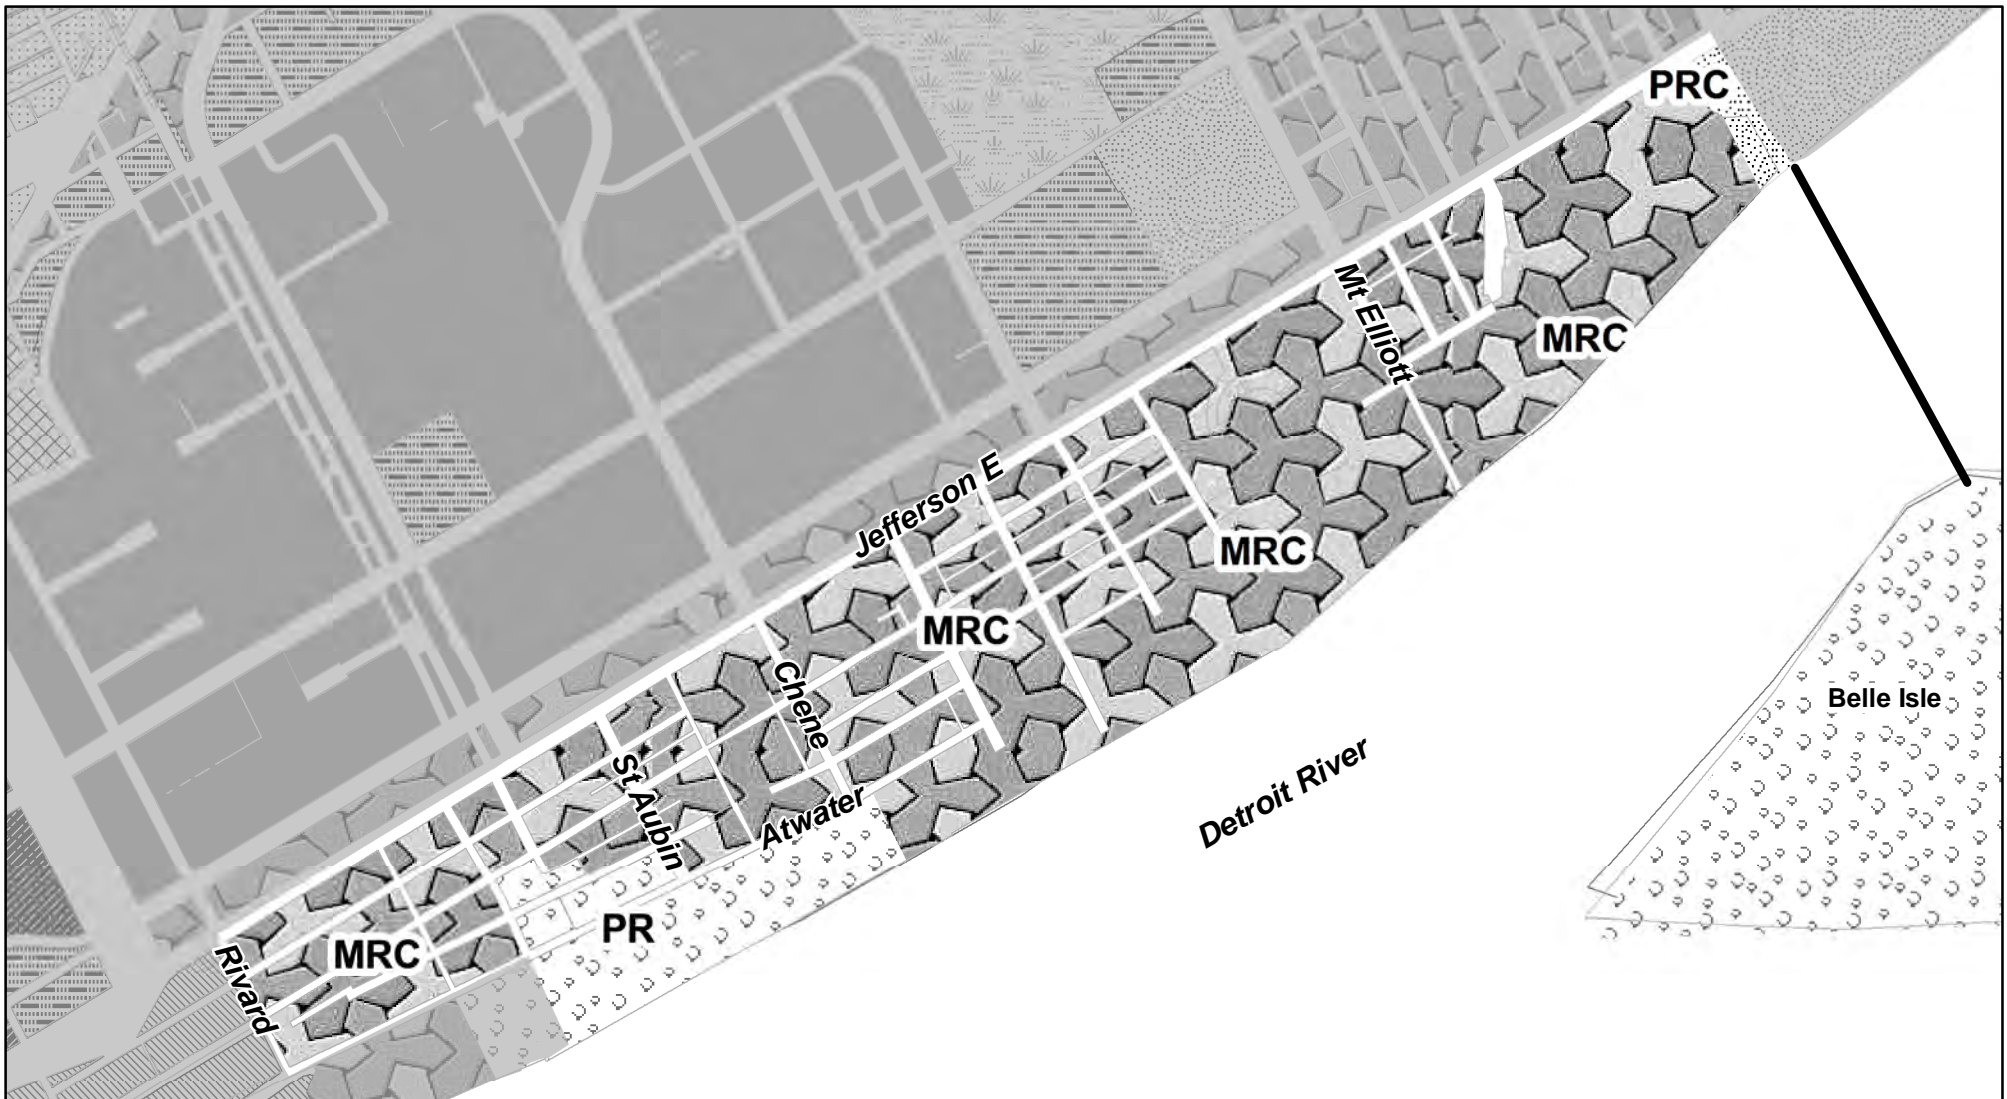 PRC
Mt Elliott
MRC
Jefferson E
MRC
MRC
Chene
Belle Isle
St Aubin
Atwater
Detroit River
PR
MRC
Rivard